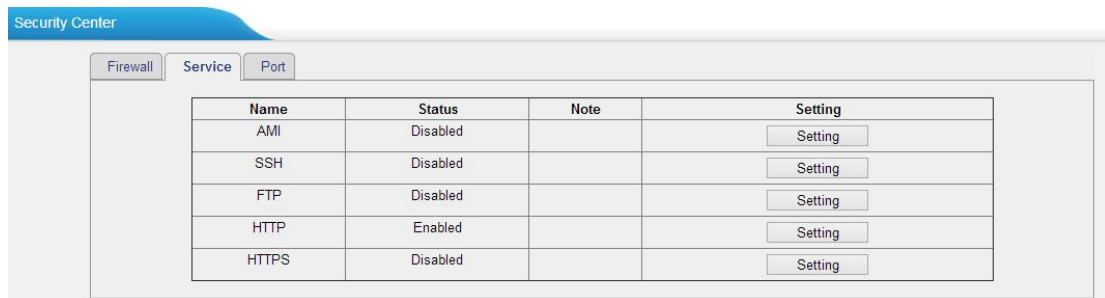 Security Center
Firewall Service Port
Name Status Note Setting
AMI Disabled Setting
SSH Disabled Setting
FTP Disabled Setting
HTTP Enabled Setting
HTTPS Disabled Setting